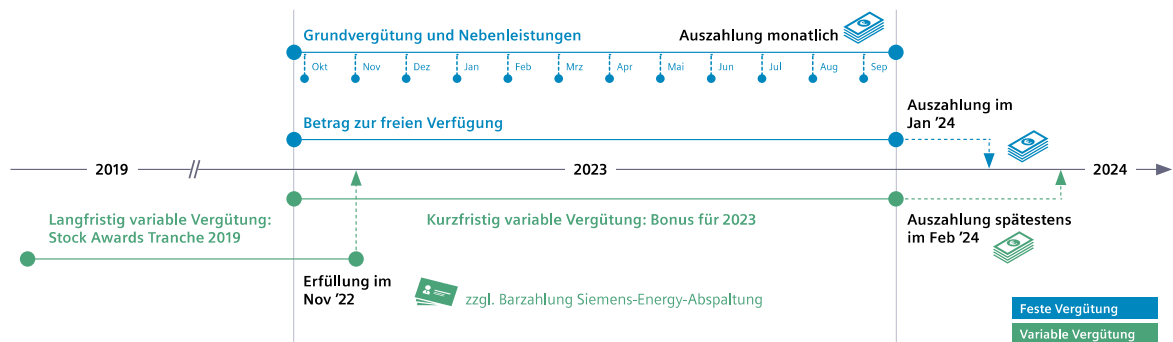 Grundvergütung und Nebenleistungen
Auszahlung monatlich
Okt Nov Dez Jan Feb Mrz Apr Mai Jun Jul Aug Sep
Betrag zur freien Verfügung
Auszahlung im
Jan ’24
2019 // 2023 2024
Langfristig variable Vergütung:
Stock Awards Tranche 2019
Kurzfristig variable Vergütung: Bonus für 2023
Auszahlung spätestens
im Feb ’24
Erfüllung im
Nov ’22
zzgl. Barzahlung Siemens-Energy-Abspaltung
Feste Vergütung
Variable Vergütung